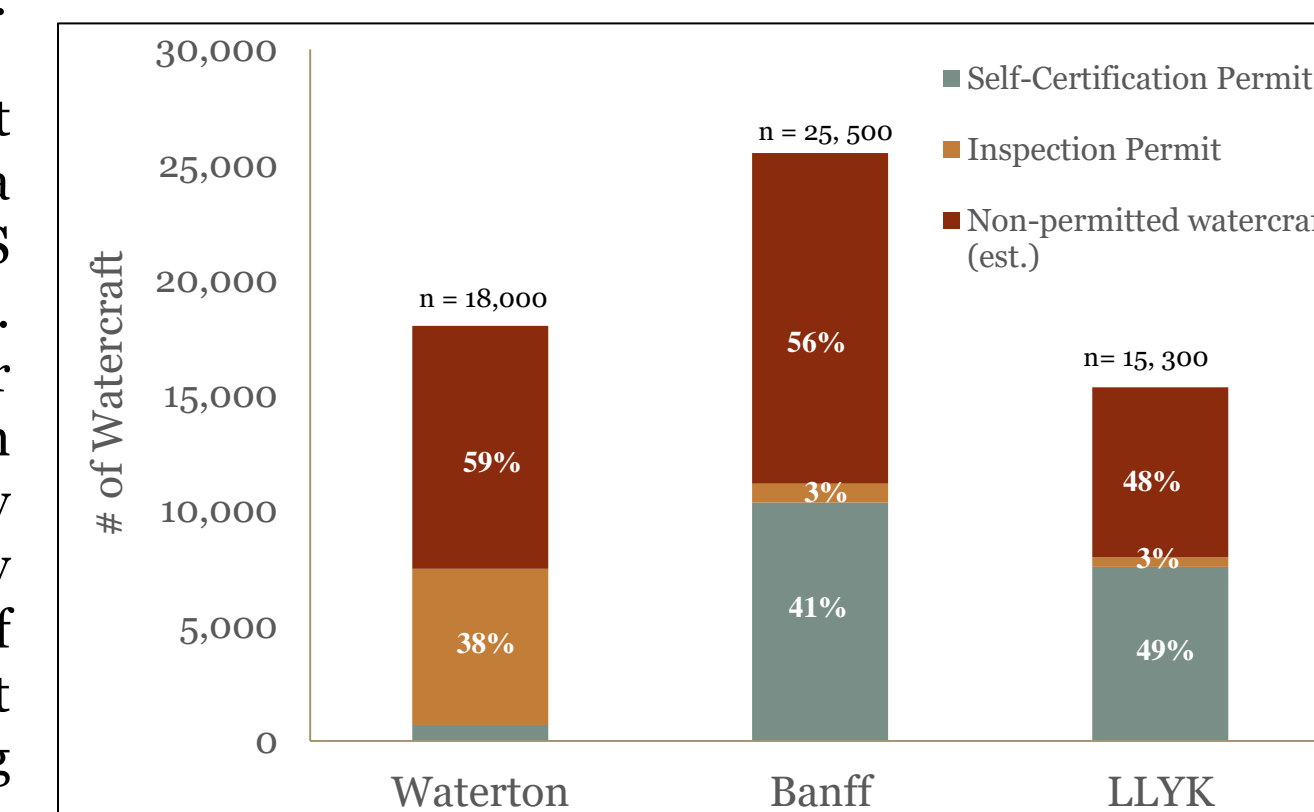 30,000
25,000
20,000
15,000
10,000
5,000
0
# of Watercraft
n = 18,000
n = 25, 500
n= 15, 300
59%
38%
56%
3%
41%
48%
3%
49%
Self-Certification Permit
Inspection Permit
Non-permitted watercraf
(est.)
Waterton
Banff
LLYK